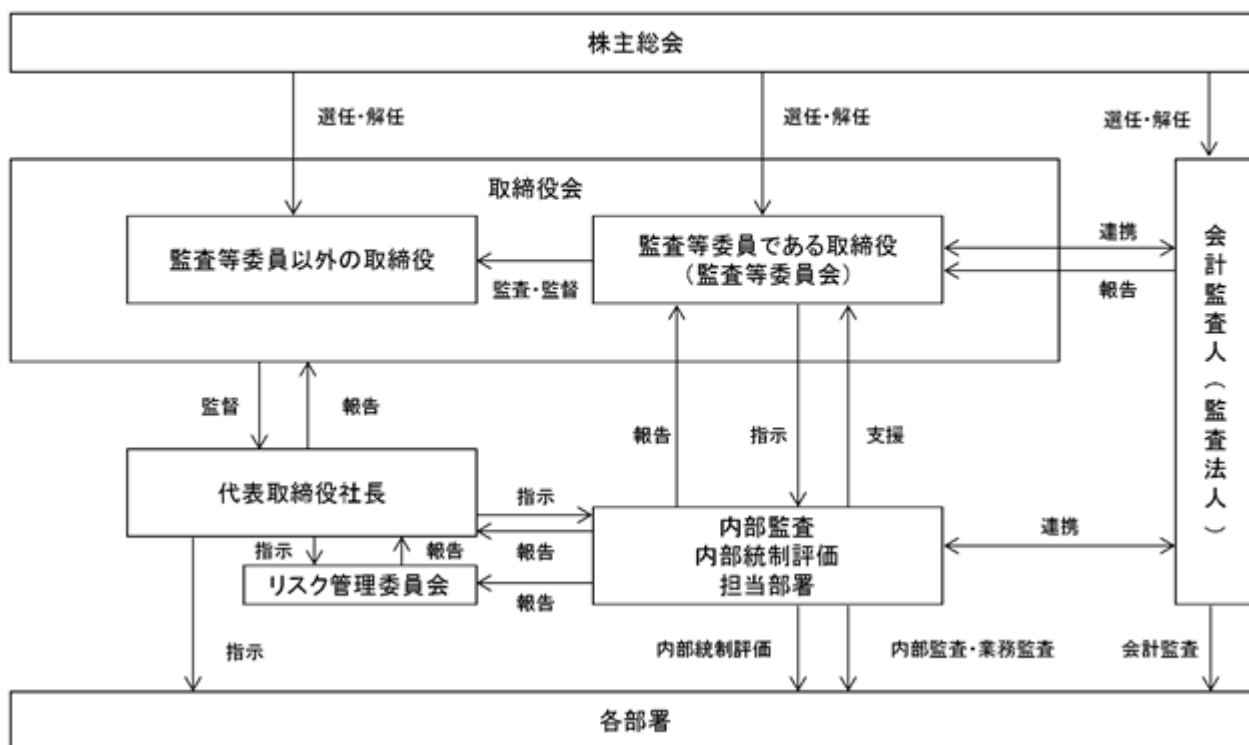 株主総会
選任・解任
選任・解任
選任・解任
取締役会
監査等委員以外の取締役
監査等委員である取締役
(監査等委員会)
監査・監督
連携
報告
会計監査人(監査法人)
監督
報告
報告
指示
支援
代表取締役社長
指示
報告
内部監査
内部統制評価
担当部署
連携
指示
報告
リスク管理委員会
報告
指示
内部統制評価
内部監査・業務監査
会計監査
各部署